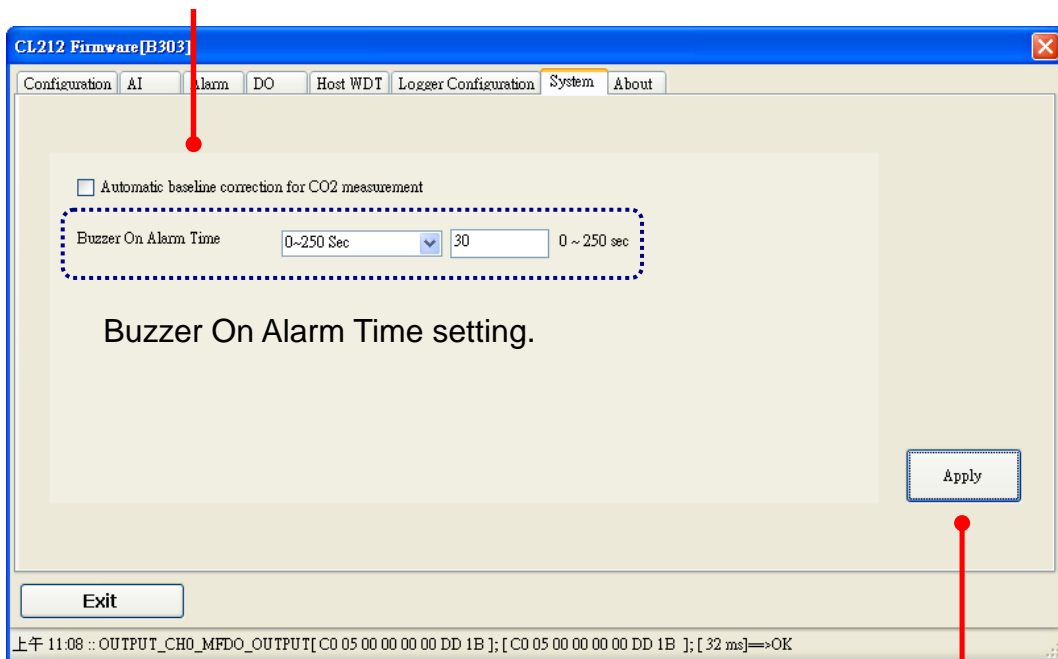 CL212 Firmware[B303]
Configuration AI Alarm DO Host WDT Logger Configuration System About
Automatic baseline correction for CO2 measurement
Buzzer On Alarm Time 0~250 Sec 30 0 ~ 250 sec
Buzzer On Alarm Time setting.
Apply
Exit
上午 11:08 :: OUTPUT_CH0_MFDO_OUTPUT[ C0 05 00 00 00 00 DD 1B ]; [ C0 05 00 00 00 00 DD 1B ]; [ 32 ms]==>OK